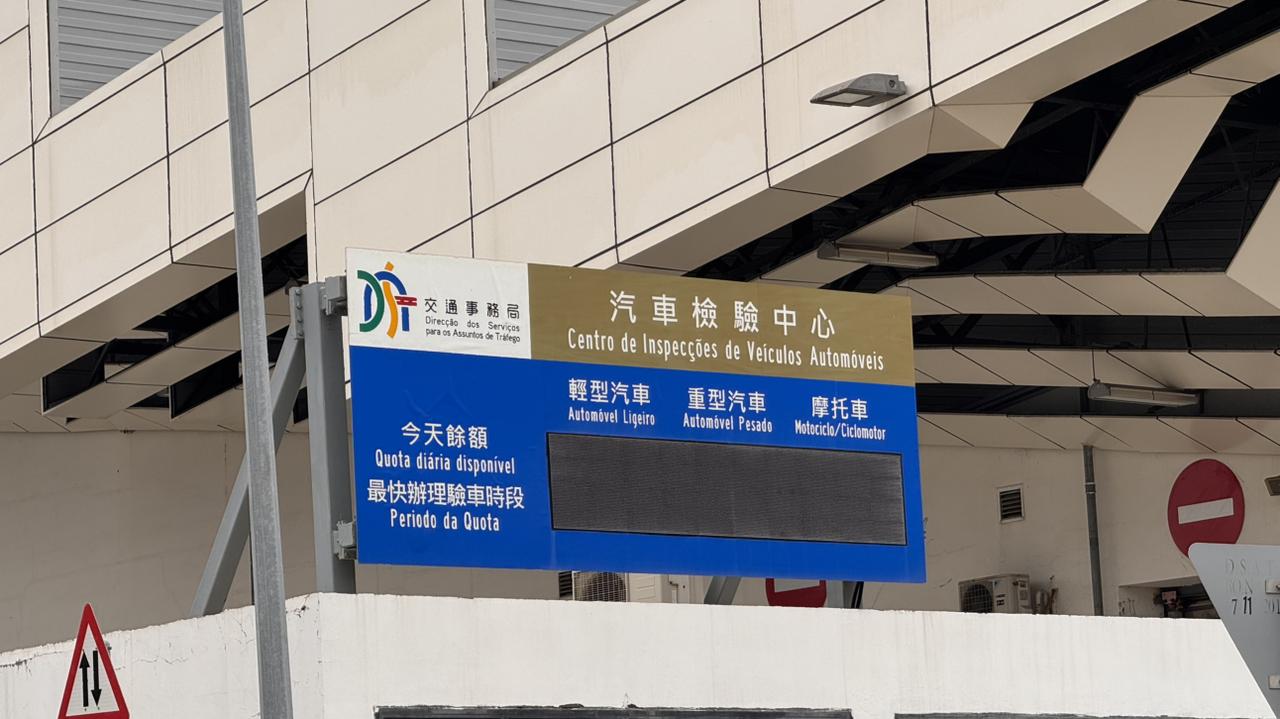 交通事務局
Direcção dos Serviços
para os Assuntos de Tráfego
汽車檢驗中心
Centro de Inspecções de Veículos Automóveis
輕型汽車
Automóvel Ligeiro
重型汽車
Automóvel Pesado
摩托車
Motociclo/Ciclomotor
今天餘額
Quota diária disponível
最快辦理驗車時段
Periodo da Quota